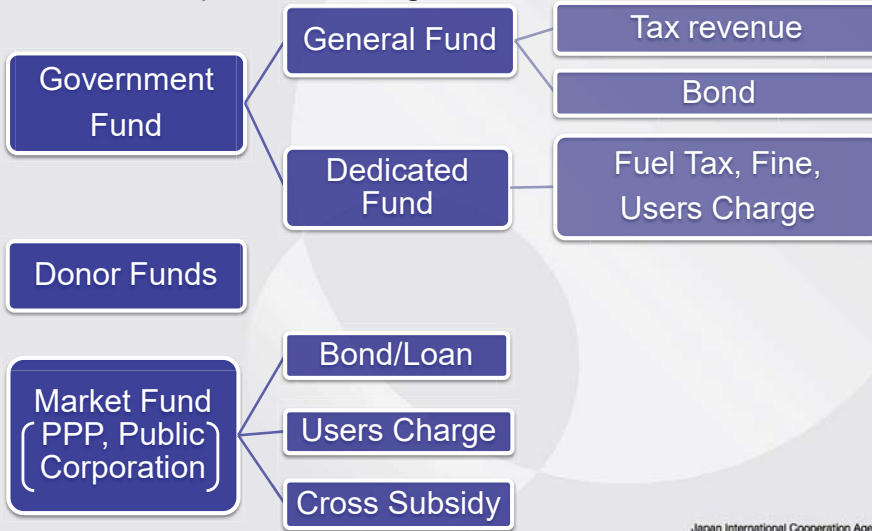 Government
Fund
General Fund
Tax revenue
Bond
Dedicated
Fund
Fuel Tax, Fine,
Users Charge
Donor Funds
Market Fund
PPP, Public
Corporation
Bond/Loan
Users Charge
Cross Subsidy
Japan International Cooperation Age